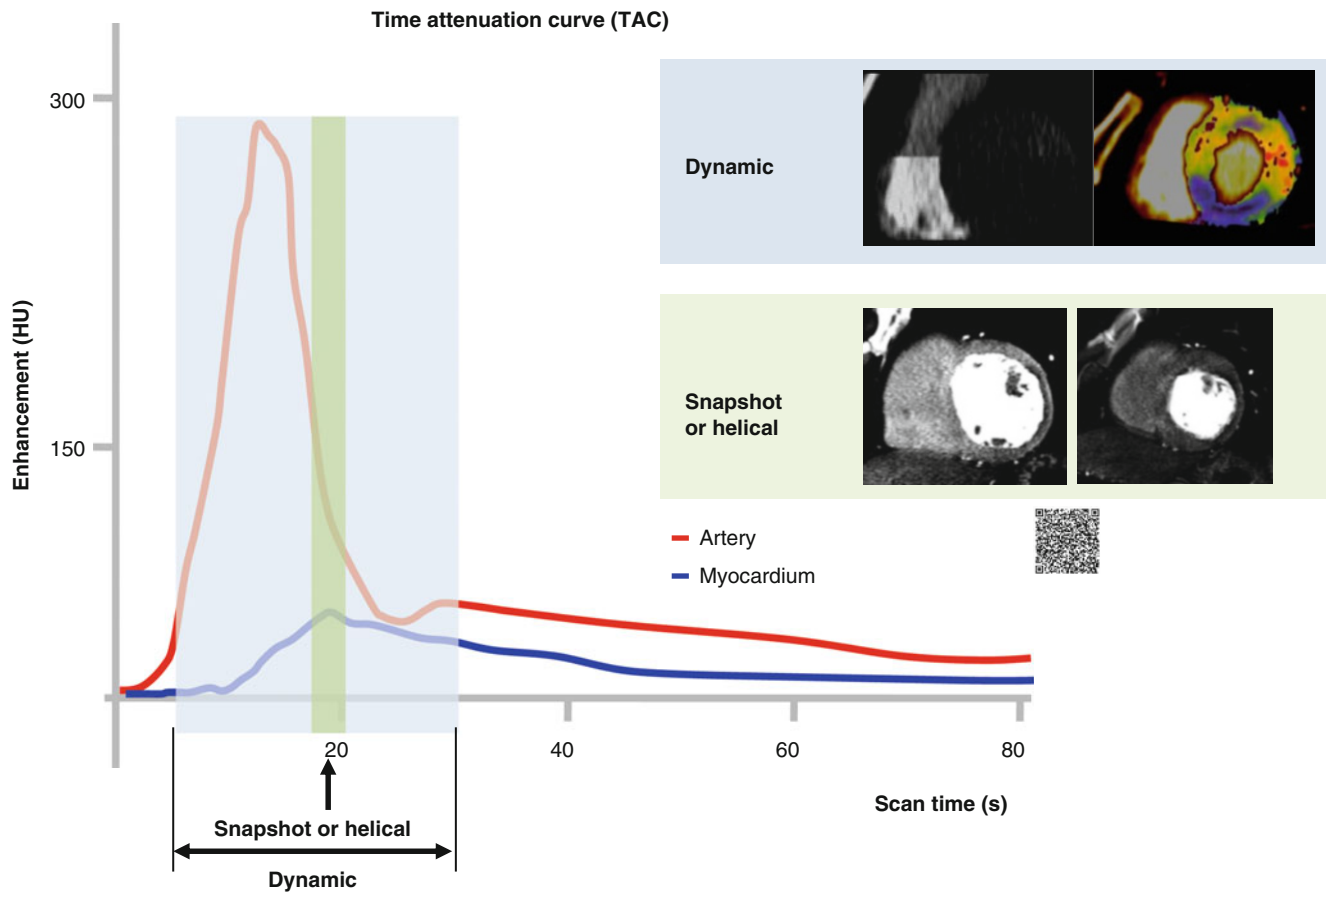 Time attenuation curve (TAC)
300
150
Enhancement (HU)
Dynamic
Snapshot
or helical
Artery
Myocardium
20
40
60
80
Scan time (s)
Snapshot or helical
Dynamic